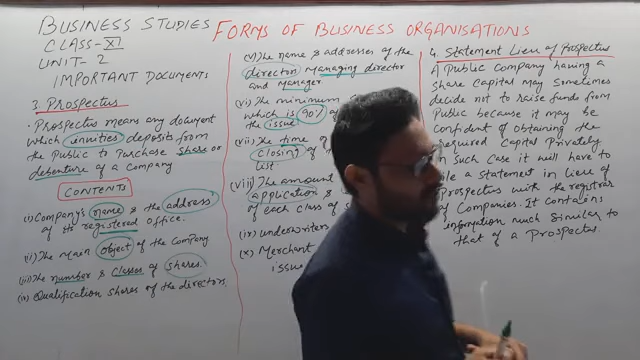 BUSINESS STUDIES
CLASS-XI
UNIT-2
IMPORTANT DOCUMENTS
FORMS OF BUSINESS ORGANISATIONS
3. PROSPECTUS
Prospectus means any document
which invities deposits from
the Public to Purchase share or
debenture of a Company
CONTENTS
(i) Company's name & the address
of its registered office.
(ii) The main object of the Company
(iii) The number & classes of shares.
(iv) Qualification shares of the directors.
(v) The name & addresses of the
director managing director
and manager
(vi) The minimum
which is 90% of
the issue
(vii) The time of
closing of
list
(viii) The amount
application &
of each class of
(ix) underwriters
(x) Merchant
issue
4. Statement Lieu of Prospectus
A Public Company having a
share Capital may sometimes
decide not to raise funds from
Public because it may be
Confident of obtaining the
required Capital Privately
In Such Case it will have to
a Statement in Lieu of
Prospectus with the registrar
of Companies. It Contains
information much Similar to
that of a Prospectus.